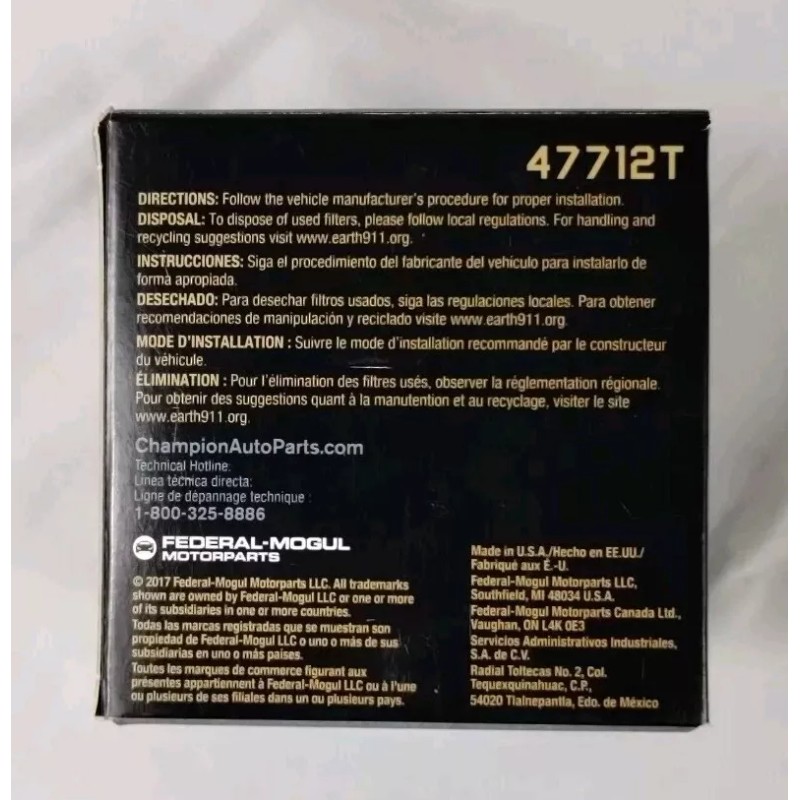 47712T
DIRECTIONS: Follow the vehicle manufacturer's procedure for proper installation.
DISPOSAL: To dispose of used filters, please follow local regulations. For handling and
recycling suggestions visit www.earth911.org.
INSTRUCCIONES: Siga el procedimiento del fabricante del vehículo para instalarlo de
forma apropiada.
DESECHADO: Para desechar filtros usados, siga las regulaciones locales. Para obtener
recomendaciones de manipulación y reciclado visite www.earth911.org.
MODE D'INSTALLATION : Suivre le mode d'installation recommandé par le constructeur
du véhicule.
ÉLIMINATION : Pour l'élimination des filtres usés, observer la réglementation régionale.
Pour obtenir des suggestions quant à la manutention et au recyclage, visiter le site
www.earth911.org.
ChampionAutoParts.com
Technical Hotline:
Línea técnica directa:
Ligne de dépannage technique :
1-800-325-8886
FEDERAL-MOGUL
MOTORPARTS
© 2017 Federal-Mogul Motorparts LLC. All trademarks
shown are owned by Federal-Mogul LLC or one or more
of its subsidiaries in one or more countries.
Todas las marcas registradas que se muestran son
propiedad de Federal-Mogul LLC o uno o más de sus
subsidiarias en uno o más países.
Toutes les marques de commerce figurant aux
présentes appartiennent à Federal-Mogul LLC ou à l'une
ou plusieurs de ses filiales dans un ou plusieurs pays.
Made in U.S.A./Hecho en EE.UU./
Fabriqué aux É.-U.
Federal-Mogul Motorparts LLC,
Southfield, MI 48034 U.S.A.
Federal-Mogul Motorparts Canada Ltd.,
Vaughan, ON L4K 0E3
Servicios Administrativos Industriales,
S.A. de C.V.
Radial Toltecas No. 2, Col.
Tequexquinahuac, C.P.,
54020 Tlalnepantla, Edo. de México